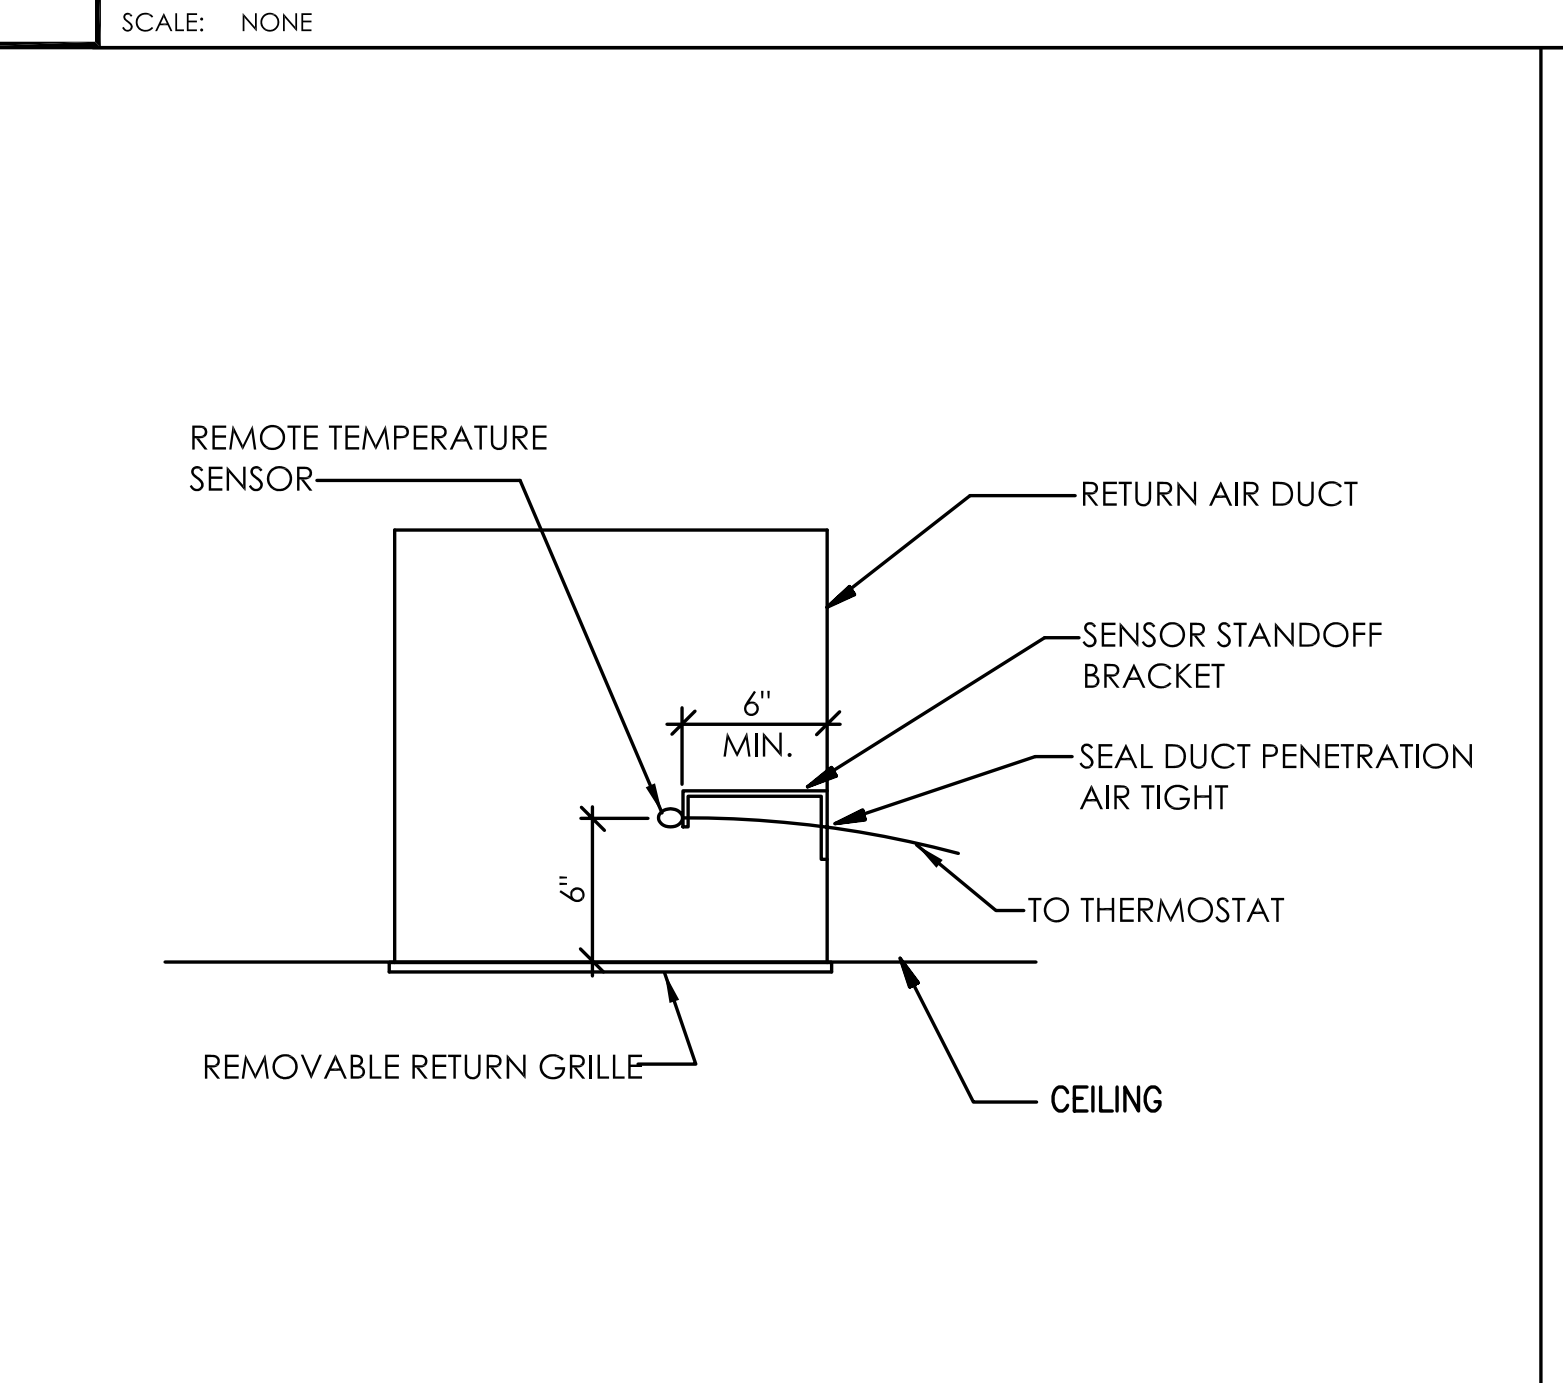 SCALE: NONE
REMOTE TEMPERATURE
SENSOR
RETURN AIR DUCT
SENSOR STANDOFF
BRACKET
6"
MIN.
SEAL DUCT PENETRATION
AIR TIGHT
6"
TO THERMOSTAT
REMOVABLE RETURN GRILLE
CEILING